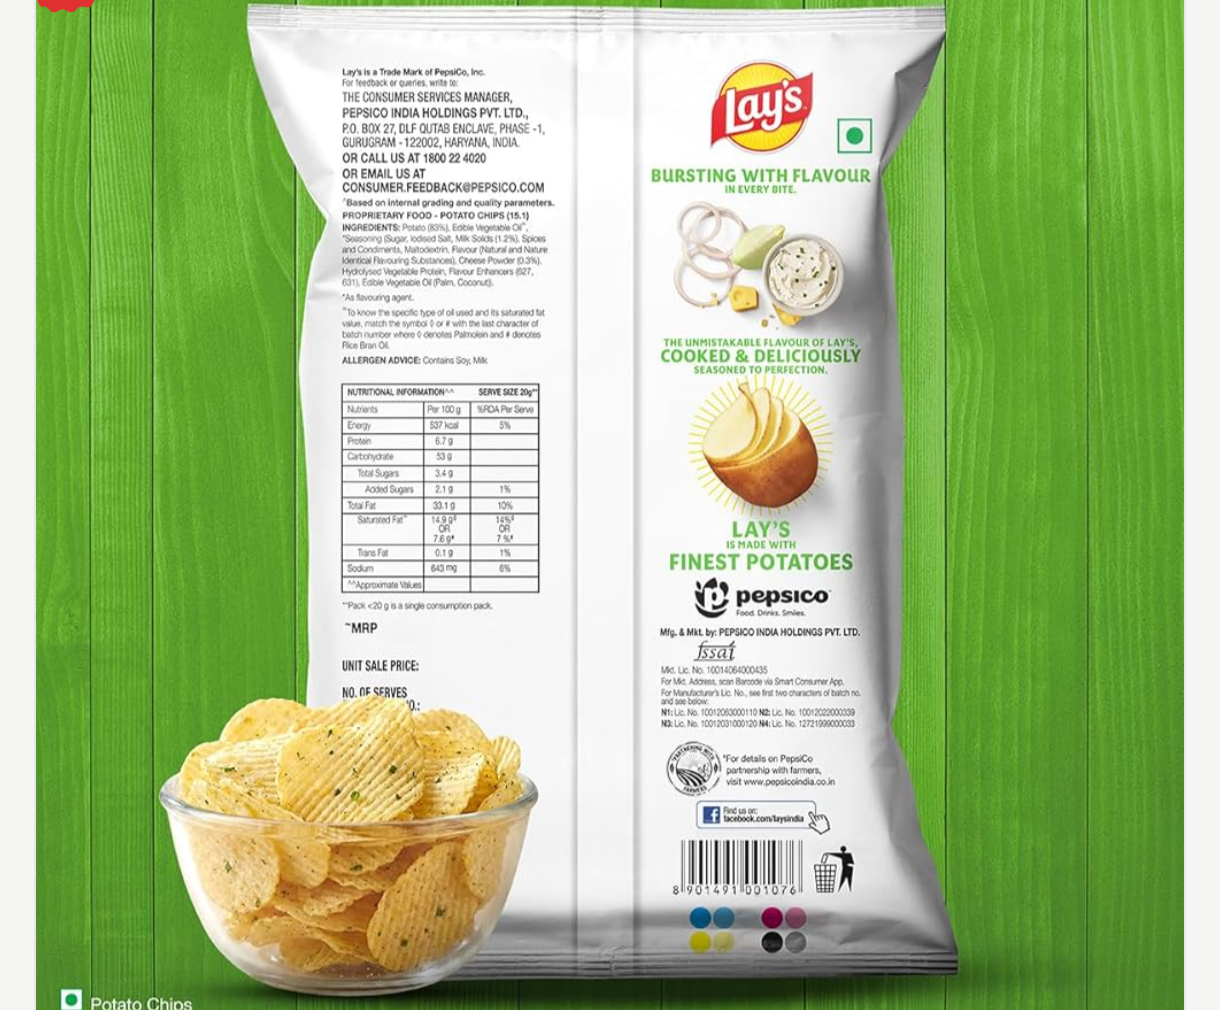 Lay's is a Trade Mark of PepsiCo, Inc.
For feedback or queries, write to:
THE CONSUMER SERVICES MANAGER,
PEPSICO INDIA HOLDINGS PVT. LTD.,
P.O. BOX 27, DLF QUTAB ENCLAVE, PHASE -1,
GURUGRAM - 122002, HARYANA, INDIA.
OR CALL US AT 1800 22 4020
OR EMAIL US AT
CONSUMER.FEEDBACK@PEPSICO.COM
^Based on internal grading and quality parameters.
PROPRIETARY FOOD - POTATO CHIPS (15.1)
INGREDIENTS: Potato (83%), Edible Vegetable Oil~,
*Seasoning (Sugar, Iodised Salt, Milk Solids (1.2%), Spices
and Condiments, Maltodextrin, Flavour (Natural and Nature
Identical Flavouring Substances), Cheese Powder (0.3%),
Hydrolysed Vegetable Protein, Flavour Enhancers (627,
631), Edible Vegetable Oil (Palm, Coconut)).
*As flavouring agent.
~To know the specific type of oil used and its saturated fat
value, match the symbol ◊ or # with the last character of
batch number where ◊ denotes Palmolein and # denotes
Rice Bran Oil.
ALLERGEN ADVICE: Contains Soy, Milk
NUTRITIONAL INFORMATION^^ SERVE SIZE 20g**
Nutrients Per 100 g %RDA Per Serve
Energy 537 kcal 5%
Protein 6.7 g
Carbohydrate 53 g
Total Sugars 3.4 g
Added Sugars 2.1 g 1%
Total Fat 33.1 g 10%
Saturated Fat~ 14.9 g◊ 14%◊
OR OR
7.6 g# 7 %#
Trans Fat 0.1 g 1%
Sodium 643 mg 6%
^^Approximate Values
**Pack <20 g is a single consumption pack.
~MRP
UNIT SALE PRICE:
NO. OF SERVES
O.:
Lay's
BURSTING WITH FLAVOUR
IN EVERY BITE.
THE UNMISTAKABLE FLAVOUR OF LAY'S,
COOKED & DELICIOUSLY
SEASONED TO PERFECTION.
LAY'S
IS MADE WITH
FINEST POTATOES
pepsico
Food. Drinks. Smiles.
Mfg. & Mkt. by: PEPSICO INDIA HOLDINGS PVT. LTD.
fssai
Mkt. Lic. No. 10014064000435
For Mkt. Address, scan Barcode via Smart Consumer App.
For Manufacturer's Lic. No., see first two characters of batch no.
and see below:
N1: Lic. No. 10012063000110 N2: Lic. No. 10012022000339
N3: Lic. No. 10012031000120 N4: Lic. No. 12721999000033
PARTNERING WITH
FARMERS
*For details on PepsiCo
partnership with farmers,
visit www.pepsicoindia.co.in
f Find us on:
facebook.com/laysindia
8 901491 001076
Potato Chips